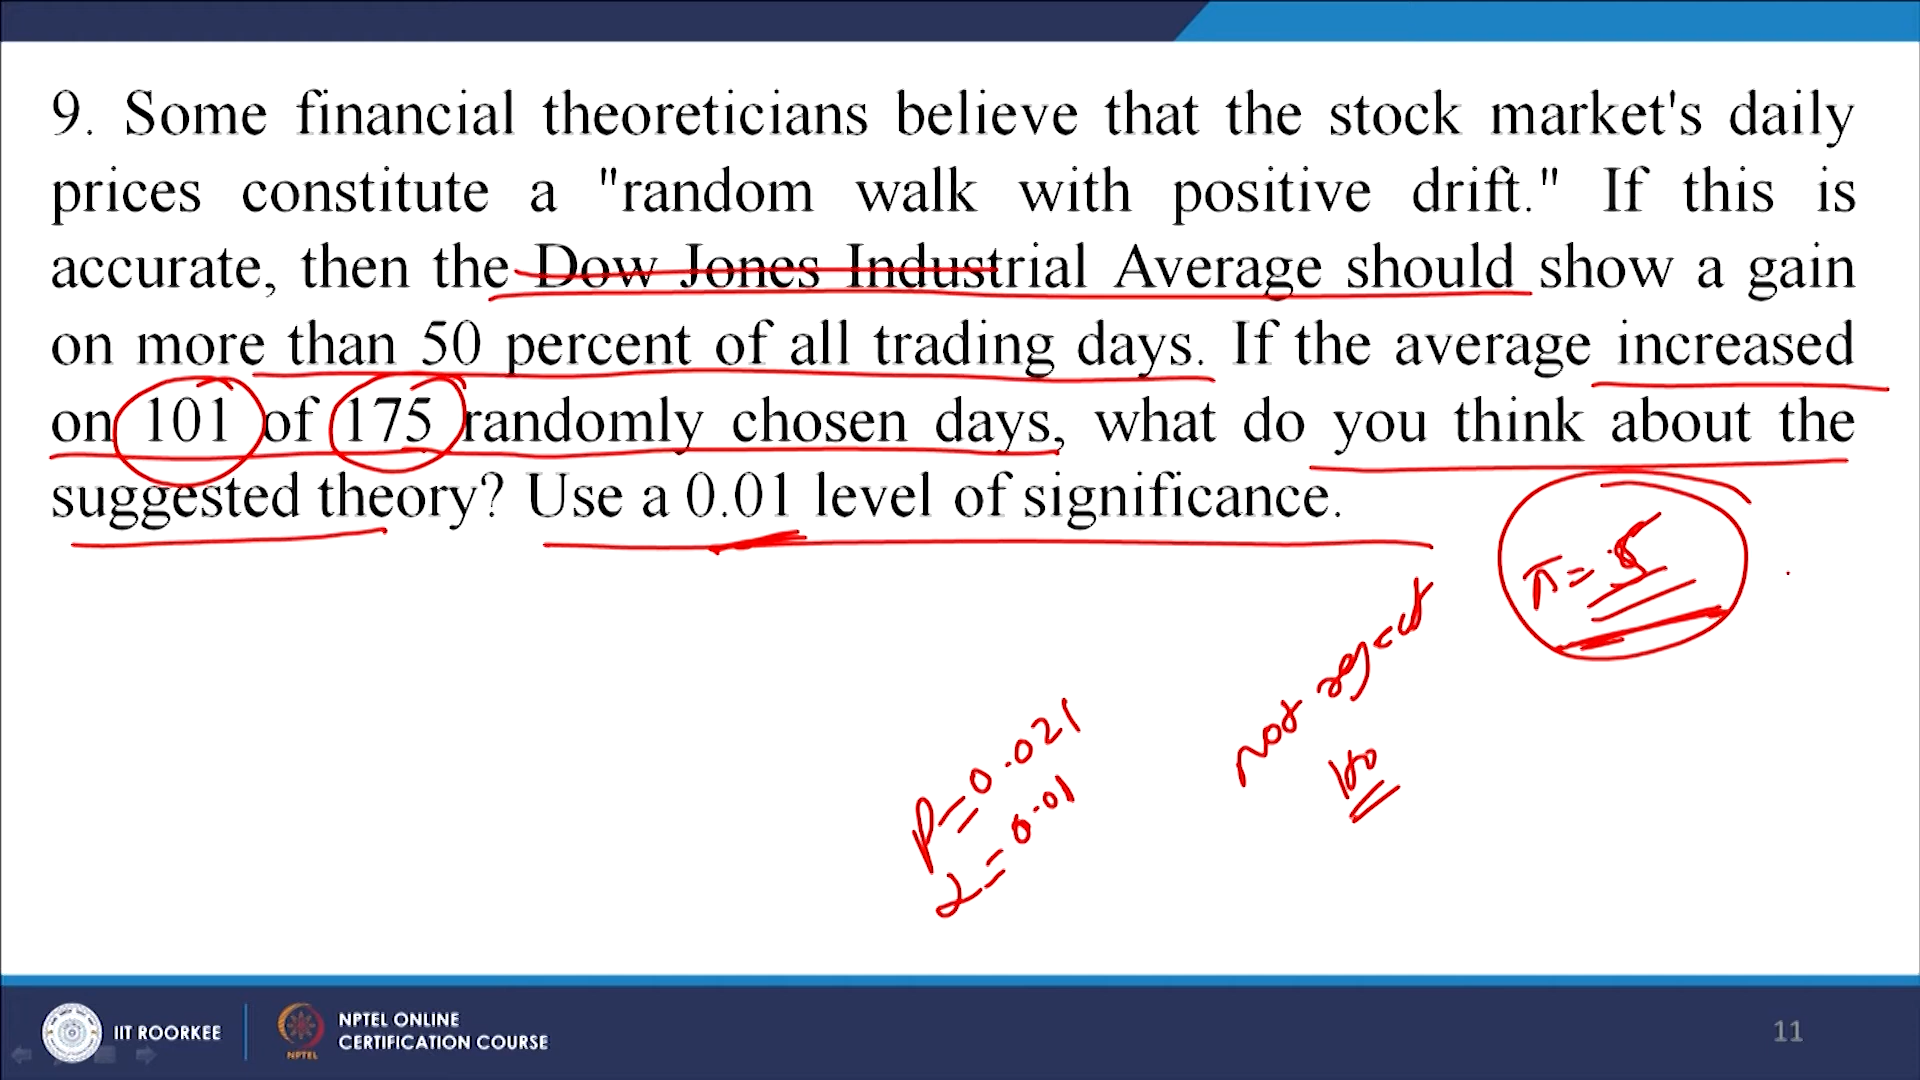 9. Some financial theoreticians believe that the stock market's daily
prices constitute a "random walk with positive drift." If this is
accurate, then the Dow Jones Industrial Average should show a gain
on more than 50 percent of all trading days. If the average increased
on 101 of 175 randomly chosen days, what do you think about the
suggested theory? Use a 0.01 level of significance.
π = .5
not reject
H0
p = 0.021
α = 0.01
IIT ROORKEE
NPTEL
NPTEL ONLINE
CERTIFICATION COURSE
11